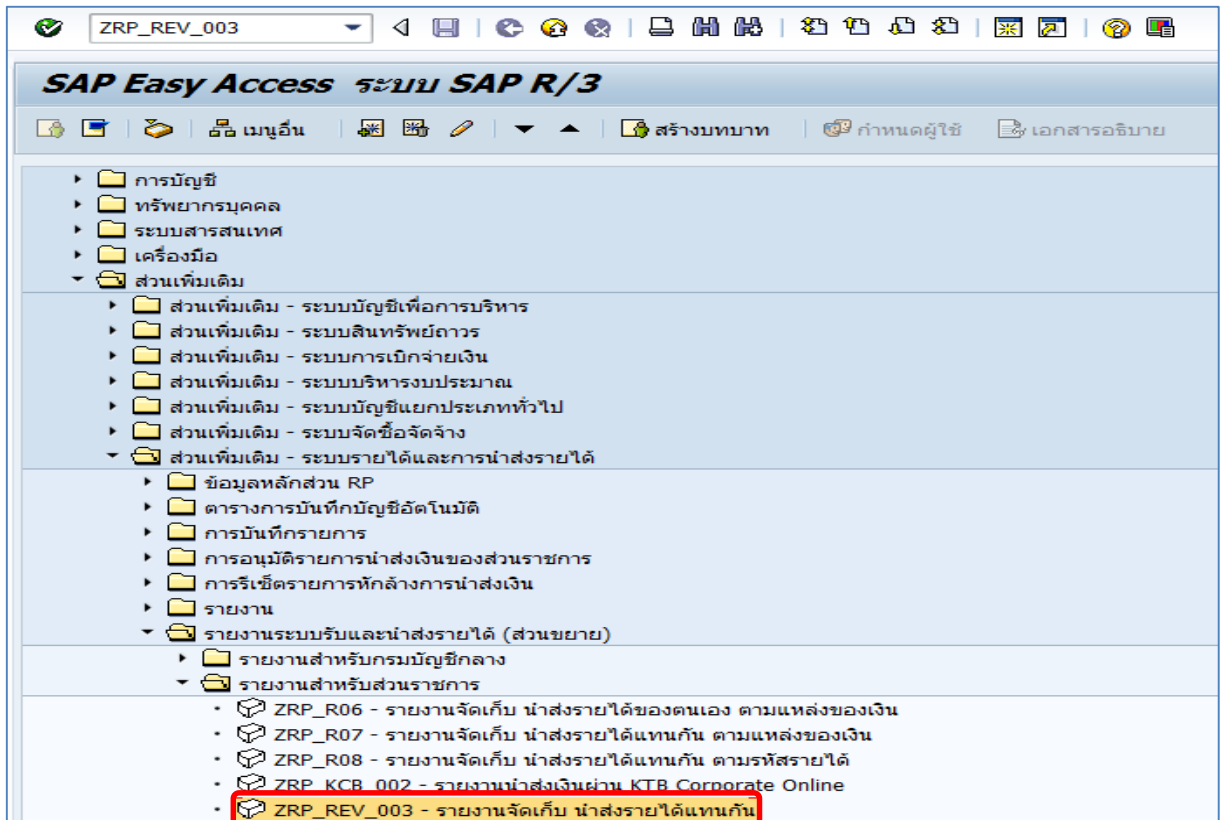 ZRP_REV_003
SAP Easy Access ระบบ SAP R/3
เมนูอื่น สร้างบทบาท กำหนดผู้ใช้ เอกสารอธิบาย
การบัญชี
ทรัพยากรบุคคล
ระบบสารสนเทศ
เครื่องมือ
ส่วนเพิ่มเติม
ส่วนเพิ่มเติม - ระบบบัญชีเพื่อการบริหาร
ส่วนเพิ่มเติม - ระบบสินทรัพย์ถาวร
ส่วนเพิ่มเติม - ระบบการเบิกจ่ายเงิน
ส่วนเพิ่มเติม - ระบบบริหารงบประมาณ
ส่วนเพิ่มเติม - ระบบบัญชีแยกประเภททั่วไป
ส่วนเพิ่มเติม - ระบบจัดซื้อจัดจ้าง
ส่วนเพิ่มเติม - ระบบรายได้และการนำส่งรายได้
ข้อมูลหลักส่วน RP
ตารางการบันทึกบัญชีอัตโนมัติ
การบันทึกรายการ
การอนุมัติรายการนำส่งเงินของส่วนราชการ
การรีเซ็ตรายการหักล้างการนำส่งเงิน
รายงาน
รายงานระบบรับและนำส่งรายได้ (ส่วนขยาย)
รายงานสำหรับกรมบัญชีกลาง
รายงานสำหรับส่วนราชการ
ZRP_R06 - รายงานจัดเก็บ นำส่งรายได้ของตนเอง ตามแหล่งของเงิน
ZRP_R07 - รายงานจัดเก็บ นำส่งรายได้แทนกัน ตามแหล่งของเงิน
ZRP_R08 - รายงานจัดเก็บ นำส่งรายได้แทนกัน ตามรหัสรายได้
ZRP_KCB_002 - รายงานนำส่งเงินผ่าน KTB Corporate Online
ZRP_REV_003 - รายงานจัดเก็บ นำส่งรายได้แทนกัน